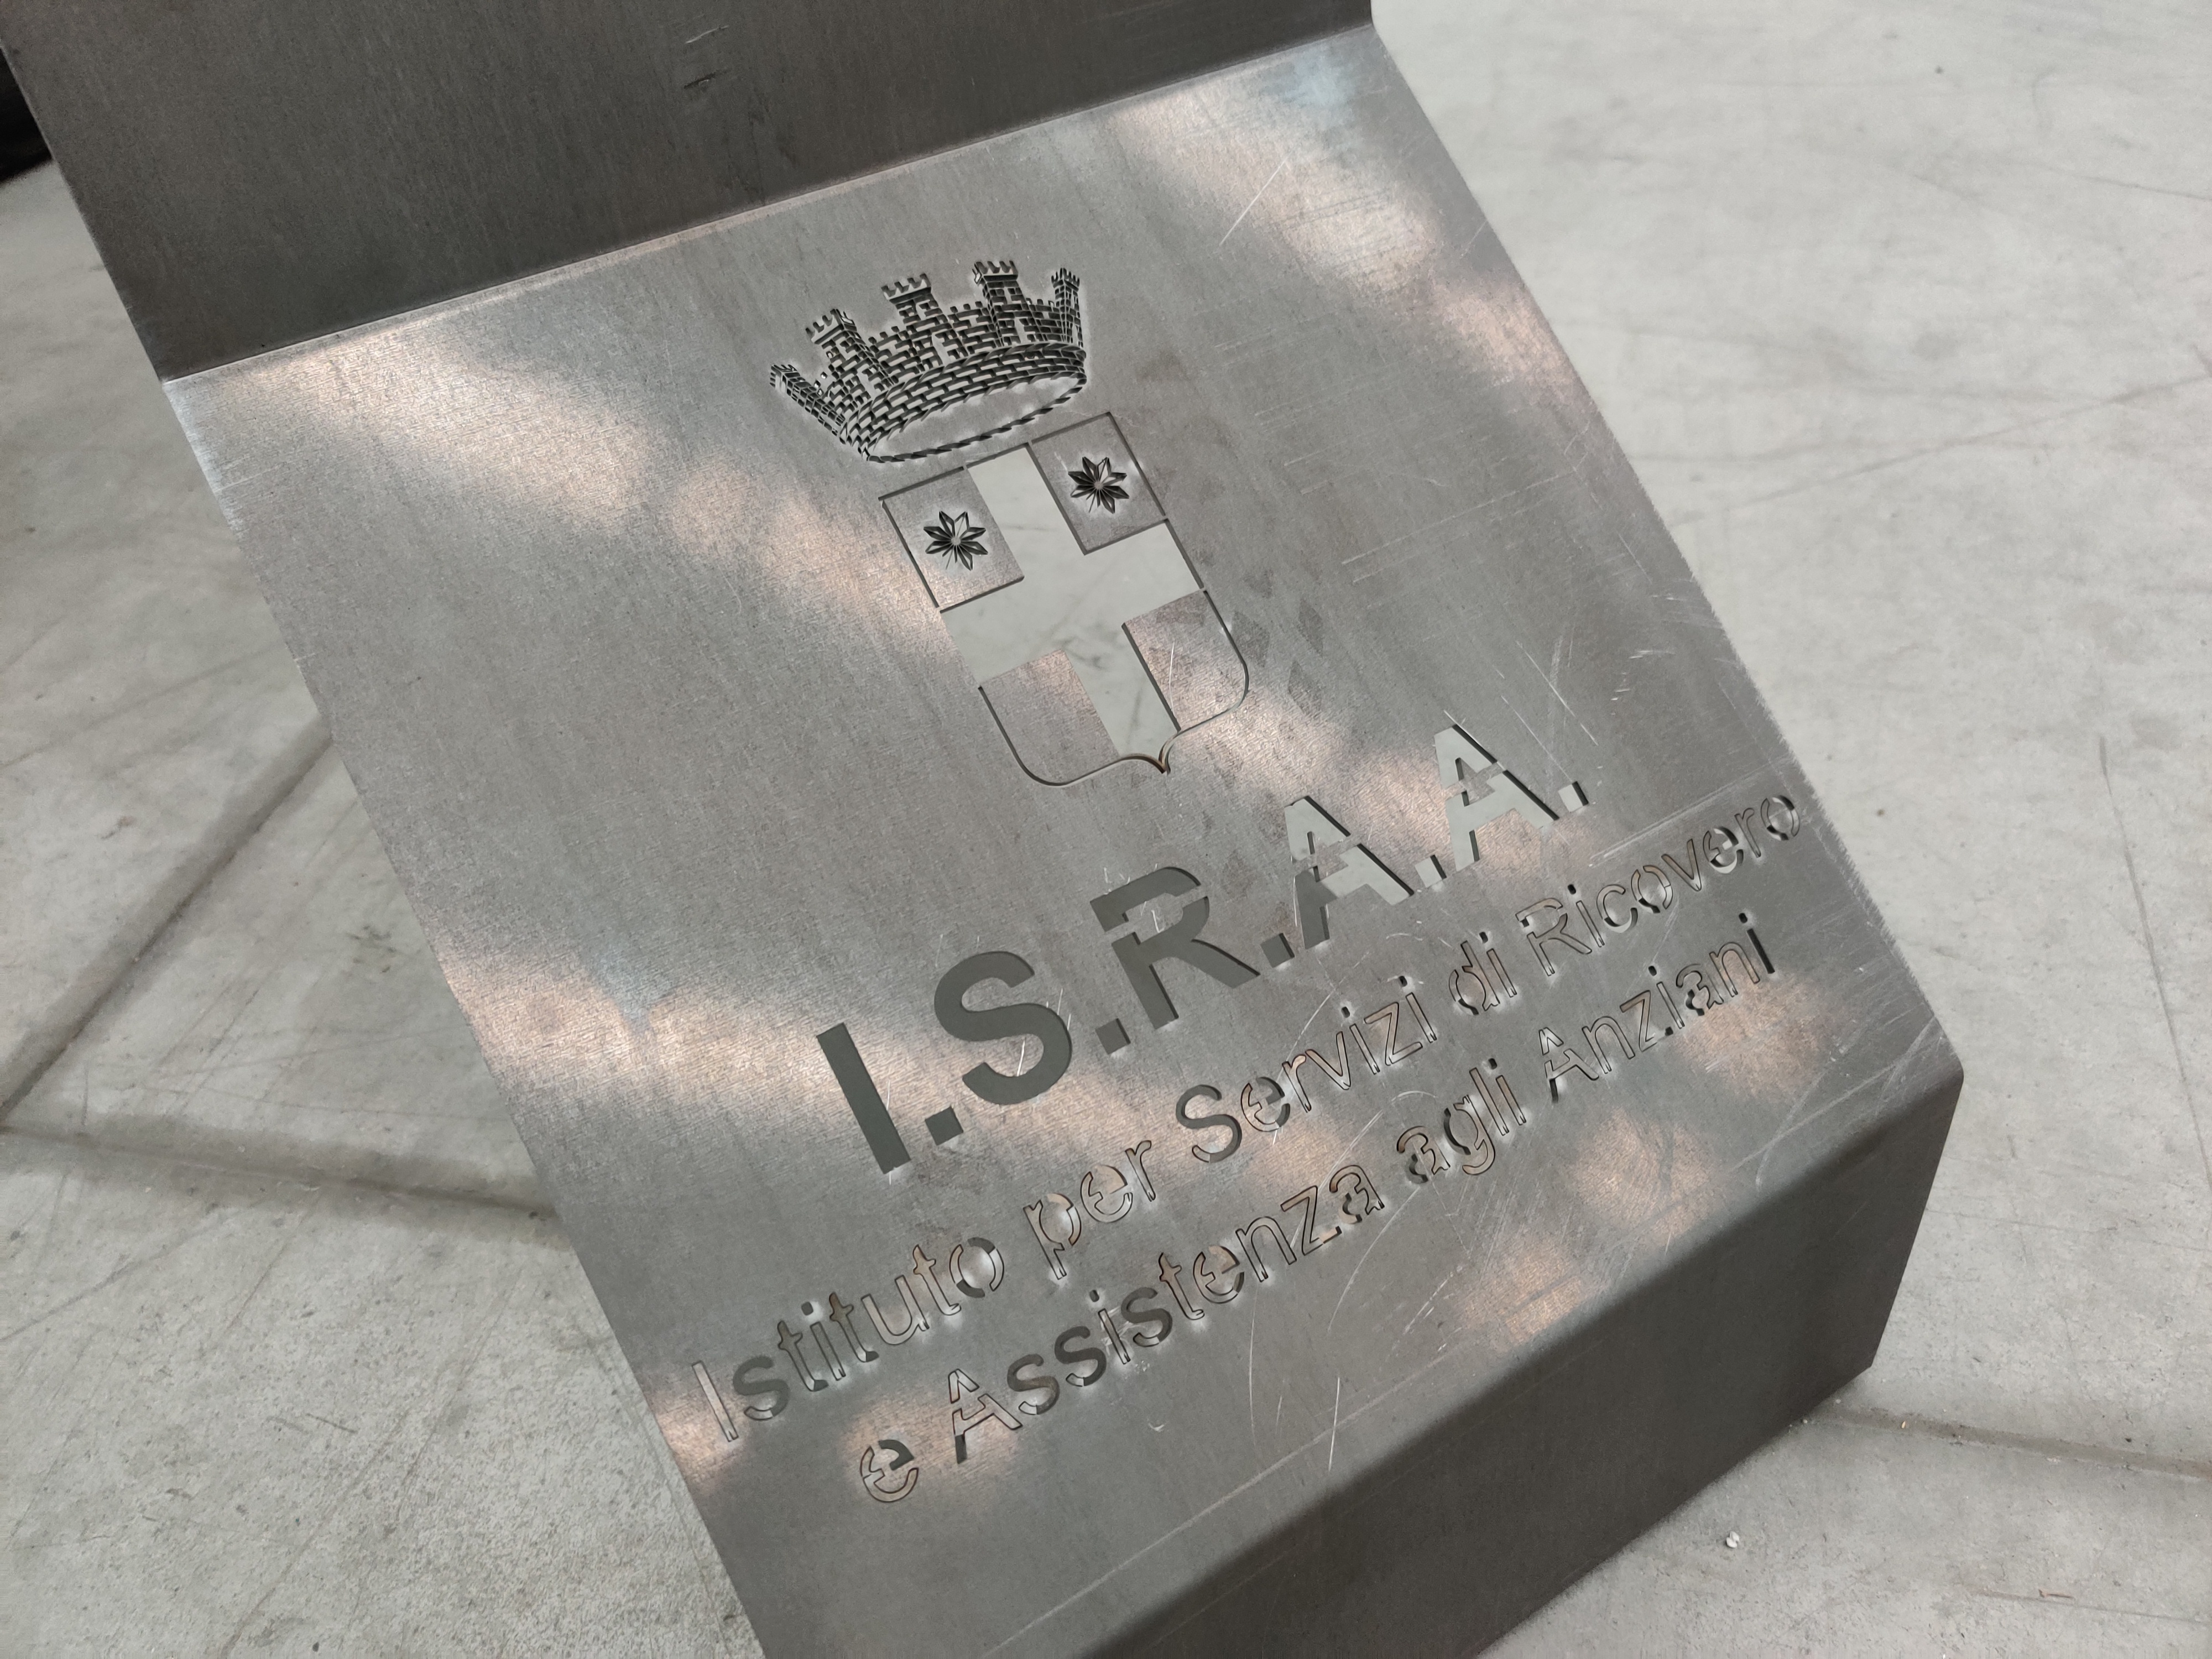 I.S.R.A.A.
Istituto per Servizi di Ricovero
e Assistenza agli Anziani